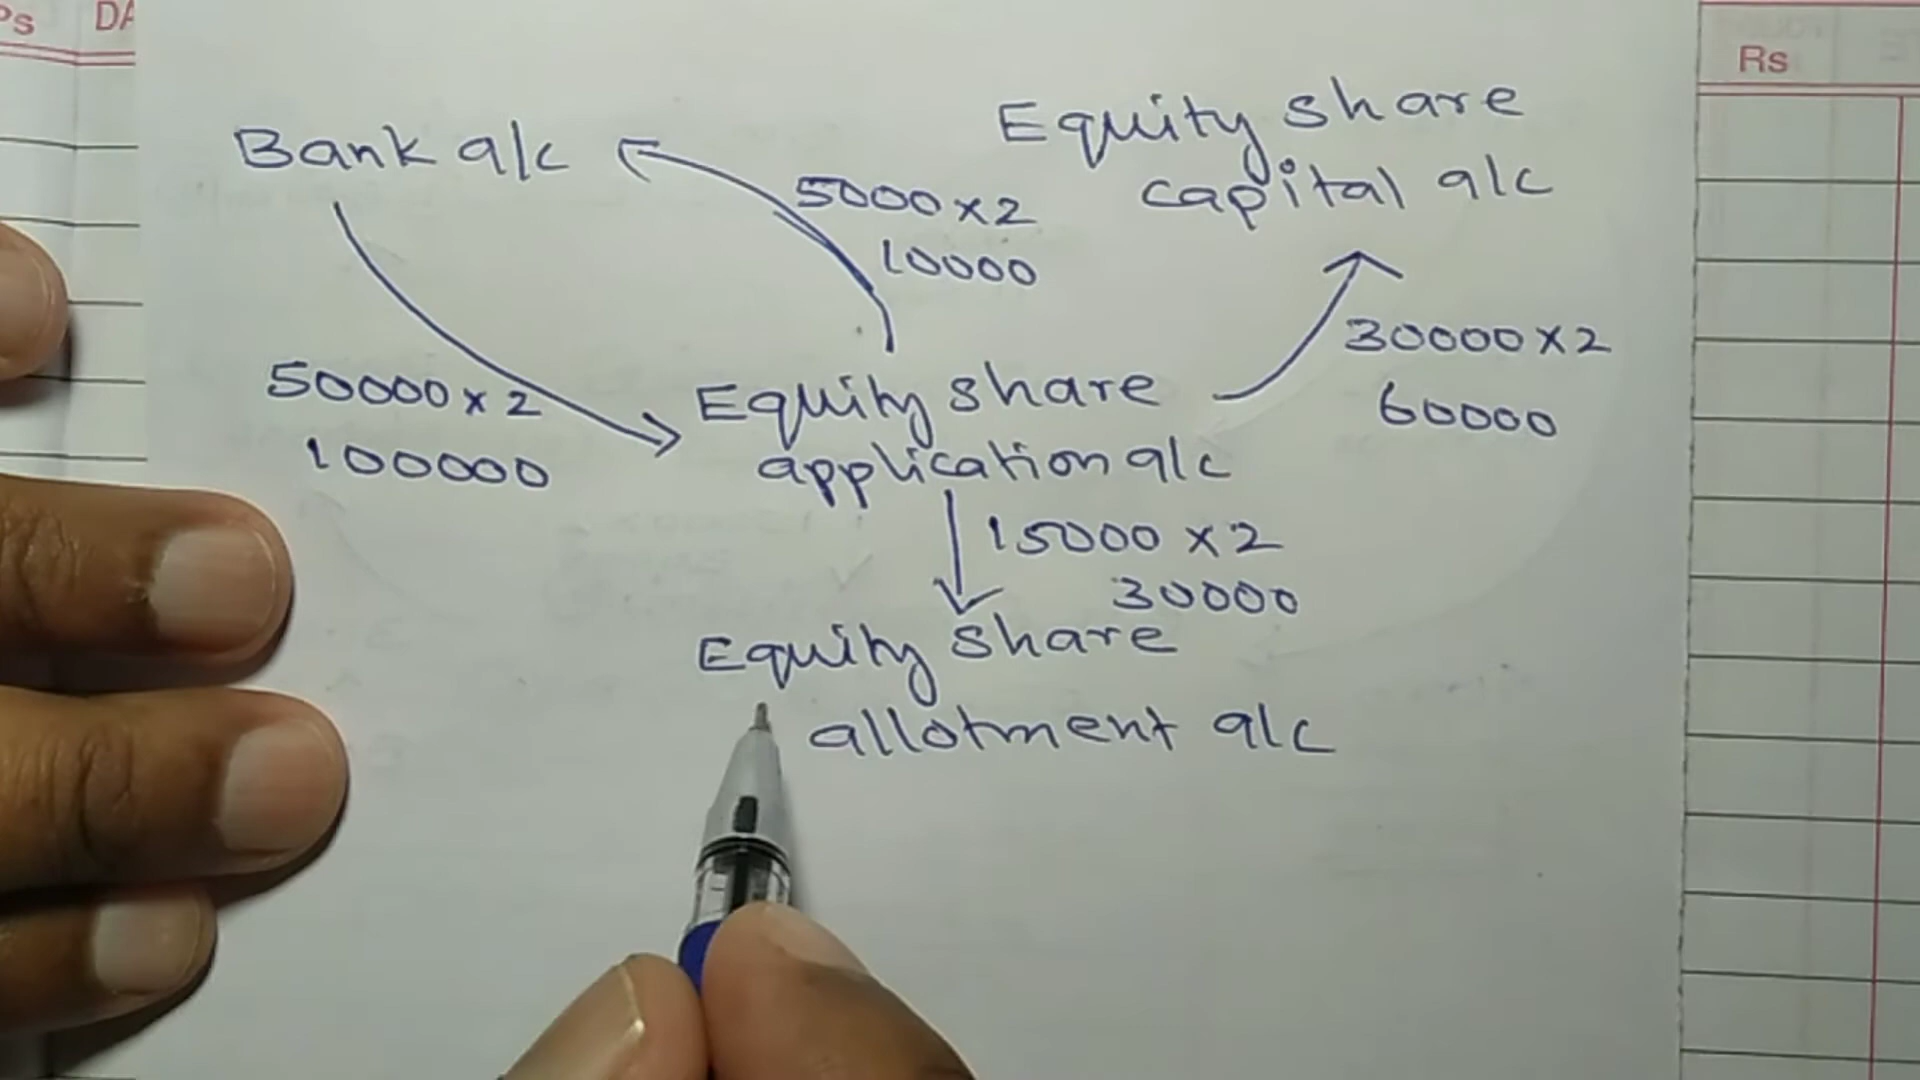 Ps
DA
Rs
Bank a/c
5000 x 2
10000
Equity share
capital a/c
50000 x 2
100000
30000 x 2
60000
Equity share
application a/c
15000 x 2
30000
Equity share
allotment a/c